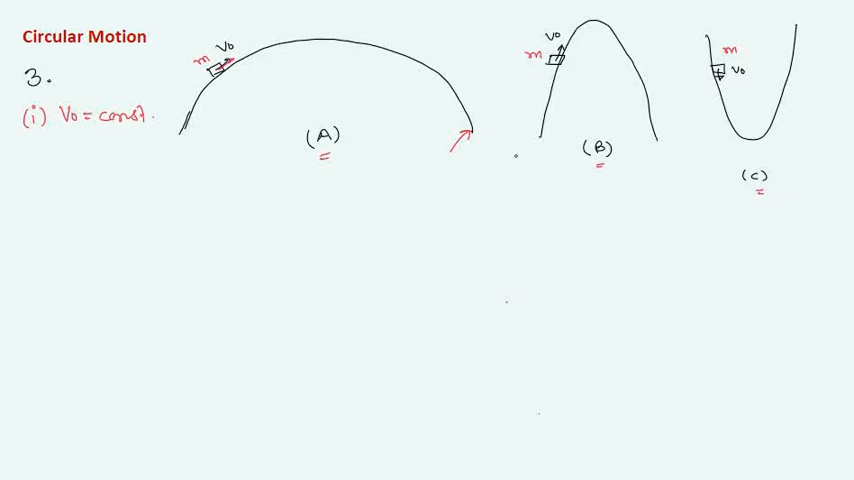 Circular Motion
3.
(i) V₀ = const.
m V₀
(A)
m V₀
(B)
m
V₀
(C)